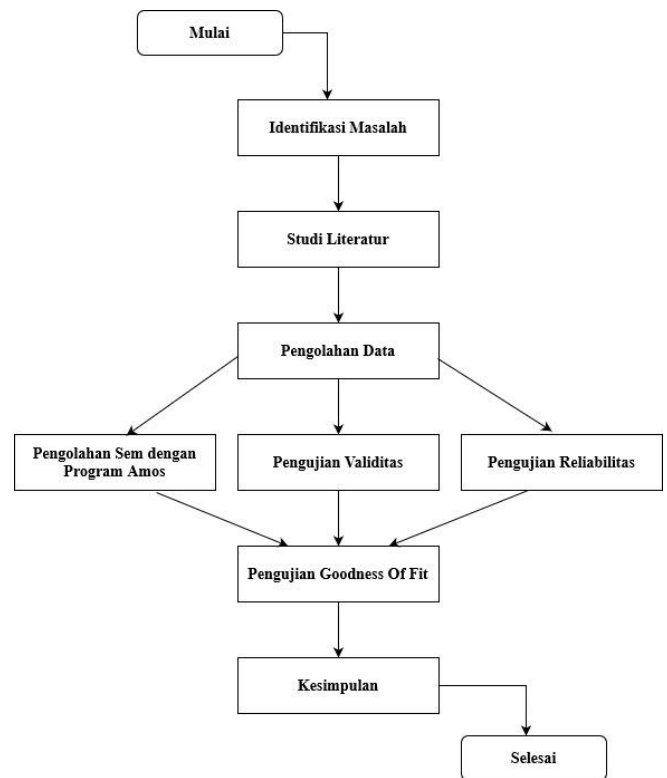 Mulai
Identifikasi Masalah
Studi Literatur
Pengolahan Data
Pengolahan Sem dengan
Program Amos
Pengujian Validitas
Pengujian Reliabilitas
Pengujian Goodness Of Fit
Kesimpulan
Selesai